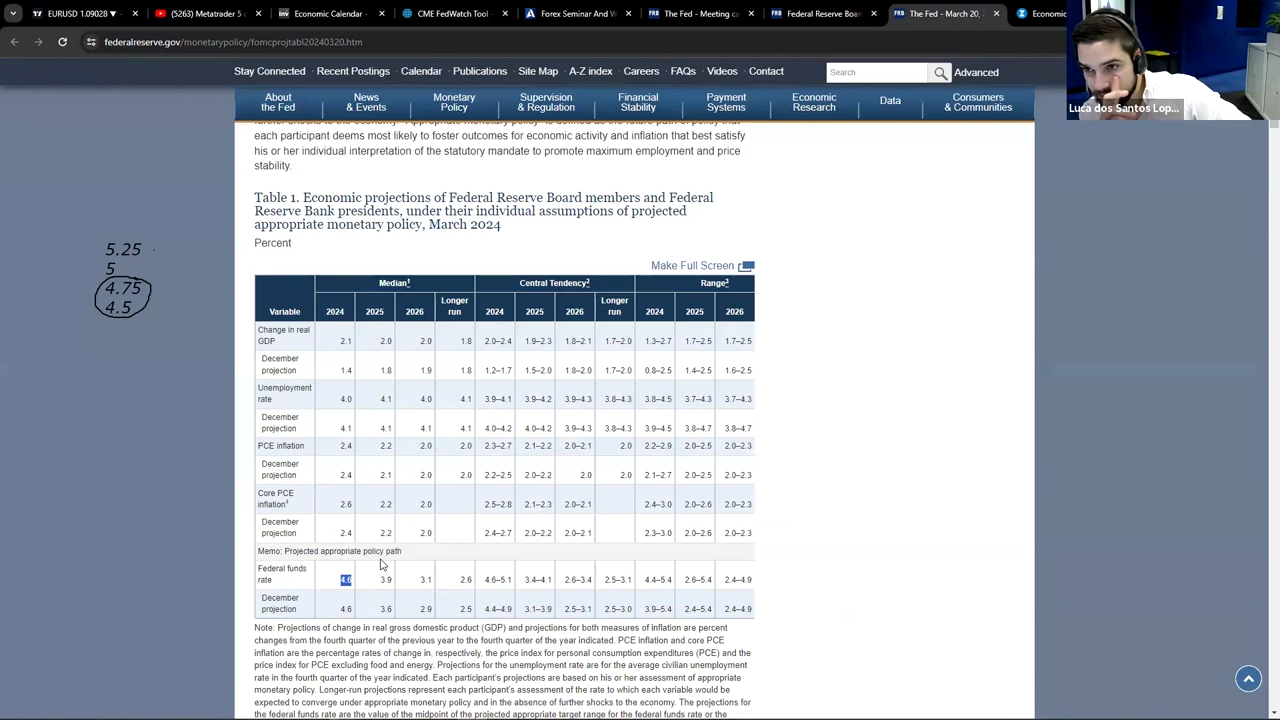 EURUSD 1.09028
(5263) Metatrader 5
Economic Calendar -
CME FedWatch Tool -
Forex Seminar And W
The Fed - Meeting ca
Federal Reserve Boar
The Fed - March 20,
Economic
federalreserve.gov/monetarypolicy/fomcprojtabl20240320.htm
Luca dos Santos Lop...
Stay Connected Recent Postings Calendar Publications Site Map A-Z index Careers FAQs Videos Contact Search Advanced
About the Fed
News & Events
Monetary Policy
Supervision & Regulation
Financial Stability
Payment Systems
Economic Research
Data
Consumers & Communities
each participant deems most likely to foster outcomes for economic activity and inflation that best satisfy
his or her individual interpretation of the statutory mandate to promote maximum employment and price
stability.
Table 1. Economic projections of Federal Reserve Board members and Federal
Reserve Bank presidents, under their individual assumptions of projected
appropriate monetary policy, March 2024
Percent
5.25
5
4.75
4.5
Make Full Screen
Variable Median1 Central Tendency2 Range3
2024 2025 2026 Longer run 2024 2025 2026 Longer run 2024 2025 2026
Change in real GDP 2.1 2.0 2.0 1.8 2.0–2.4 1.9–2.3 1.8–2.1 1.7–2.0 1.3–2.7 1.7–2.5 1.7–2.5
December projection 1.4 1.8 1.9 1.8 1.2–1.7 1.5–2.0 1.8–2.0 1.7–2.0 0.8–2.5 1.4–2.5 1.6–2.5
Unemployment rate 4.0 4.1 4.0 4.1 3.9–4.1 3.9–4.2 3.9–4.3 3.8–4.3 3.8–4.5 3.7–4.3 3.7–4.3
December projection 4.1 4.1 4.1 4.1 4.0–4.2 4.0–4.2 3.9–4.3 3.8–4.3 3.9–4.5 3.8–4.7 3.8–4.7
PCE inflation 2.4 2.2 2.0 2.0 2.3–2.7 2.1–2.2 2.0–2.1 2.0 2.2–2.9 2.0–2.5 2.0–2.3
December projection 2.4 2.1 2.0 2.0 2.2–2.5 2.0–2.2 2.0 2.0 2.1–2.7 2.0–2.5 2.0–2.3
Core PCE inflation4 2.6 2.2 2.0 2.5–2.8 2.1–2.3 2.0–2.1 2.4–3.0 2.0–2.6 2.0–2.3
December projection 2.4 2.2 2.0 2.4–2.7 2.0–2.2 2.0–2.1 2.3–3.0 2.0–2.6 2.0–2.3
Memo: Projected appropriate policy path
Federal funds rate 4.6 3.9 3.1 2.6 4.6–5.1 3.4–4.1 2.6–3.4 2.5–3.1 4.4–5.4 2.6–5.4 2.4–4.9
December projection 4.6 3.6 2.9 2.5 4.4–4.9 3.1–3.9 2.5–3.1 2.5–3.0 3.9–5.4 2.4–5.4 2.4–4.9
Note: Projections of change in real gross domestic product (GDP) and projections for both measures of inflation are percent
changes from the fourth quarter of the previous year to the fourth quarter of the year indicated. PCE inflation and core PCE
inflation are the percentage rates of change in, respectively, the price index for personal consumption expenditures (PCE) and the
price index for PCE excluding food and energy. Projections for the unemployment rate are for the average civilian unemployment
rate in the fourth quarter of the year indicated. Each participant's projections are based on his or her assessment of appropriate
monetary policy. Longer-run projections represent each participant's assessment of the rate to which each variable would be
expected to converge under appropriate monetary policy and in the absence of further shocks to the economy. The projections for
the federal funds rate are the value of the midpoint of the projected appropriate target range for the federal funds rate or the